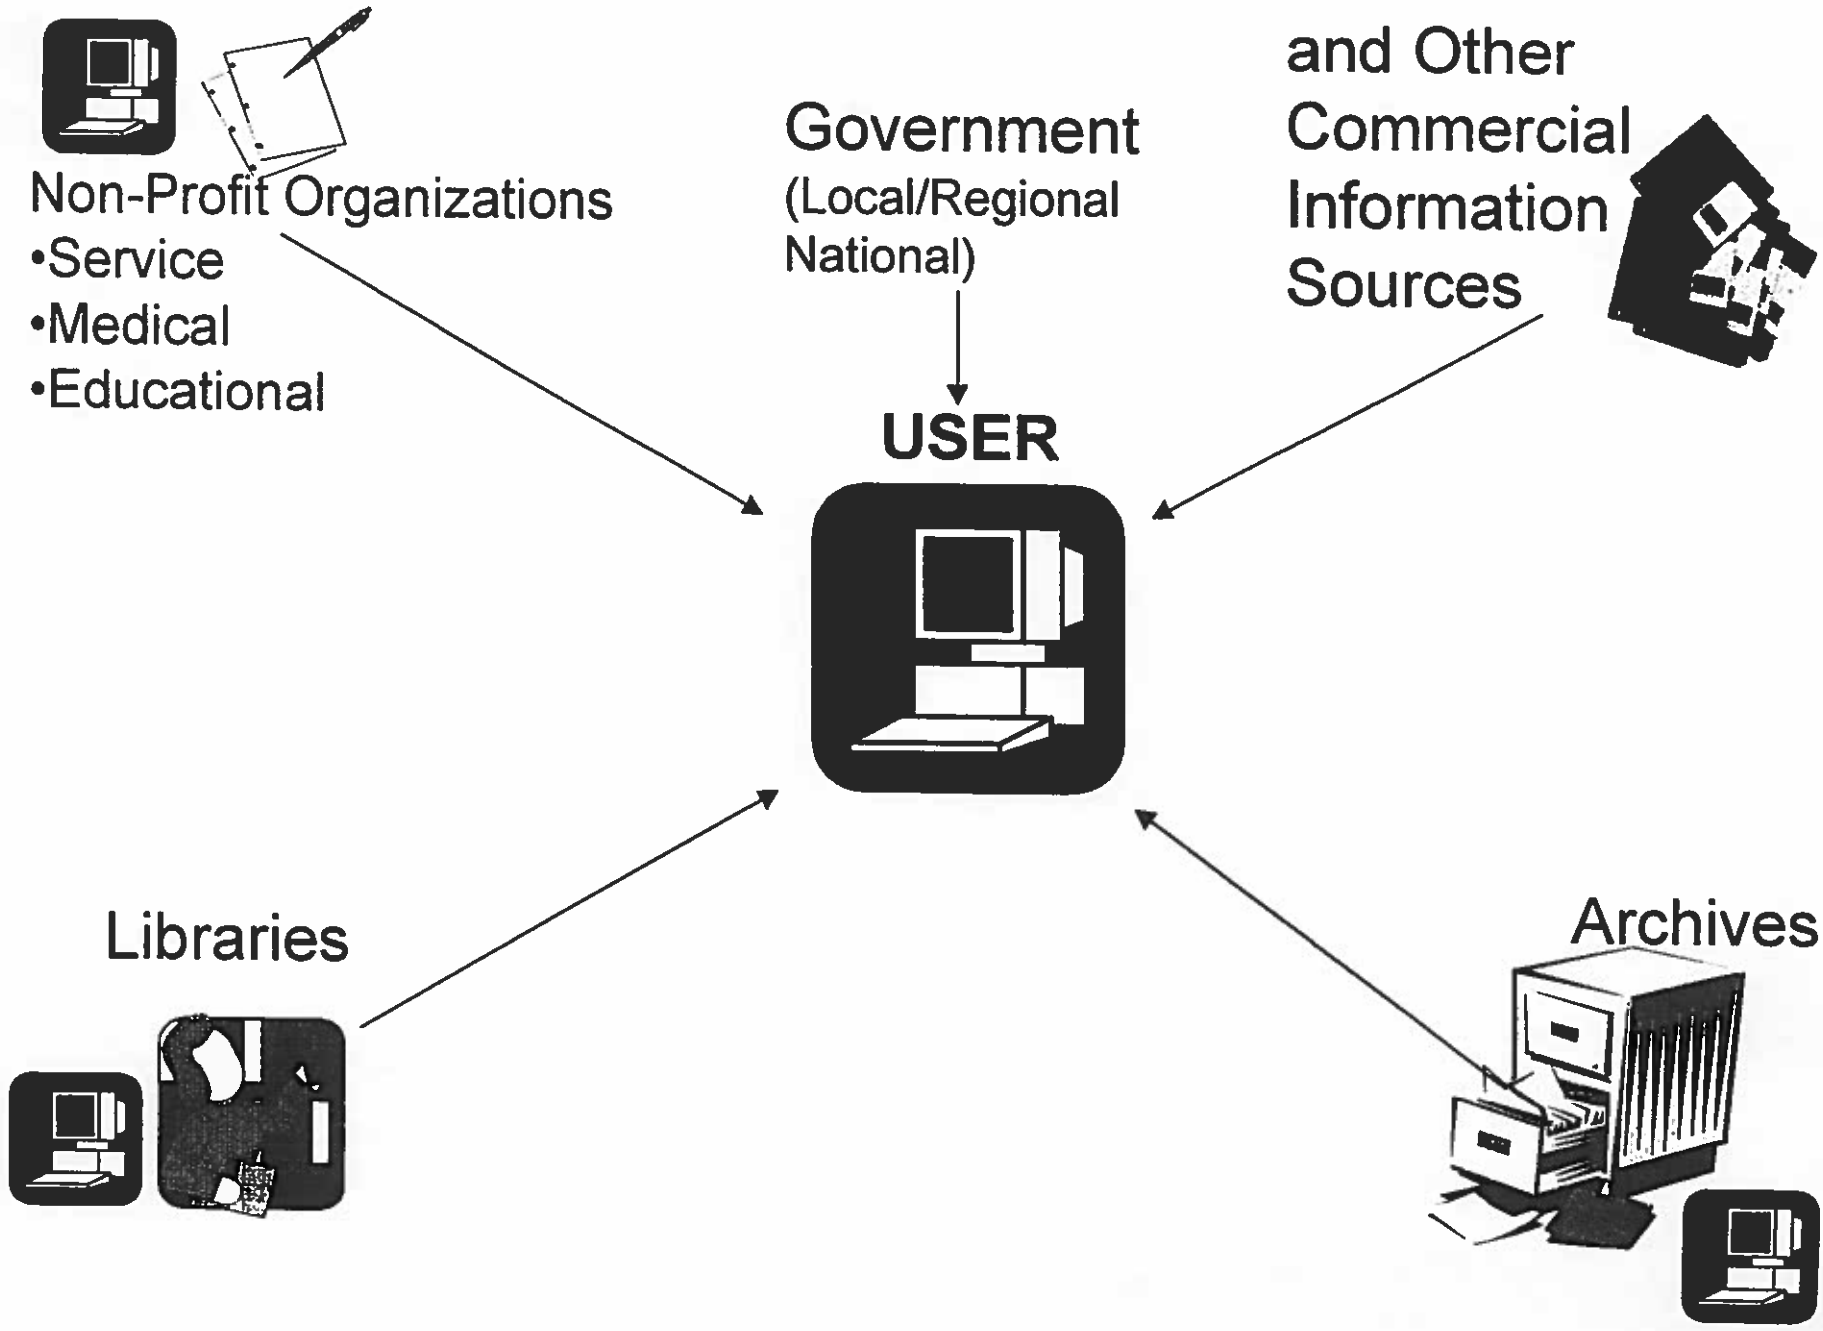 Non-Profit Organizations
•Service
•Medical
•Educational
Government
(Local/Regional
National)
and Other
Commercial
Information
Sources
USER
Libraries
Archives